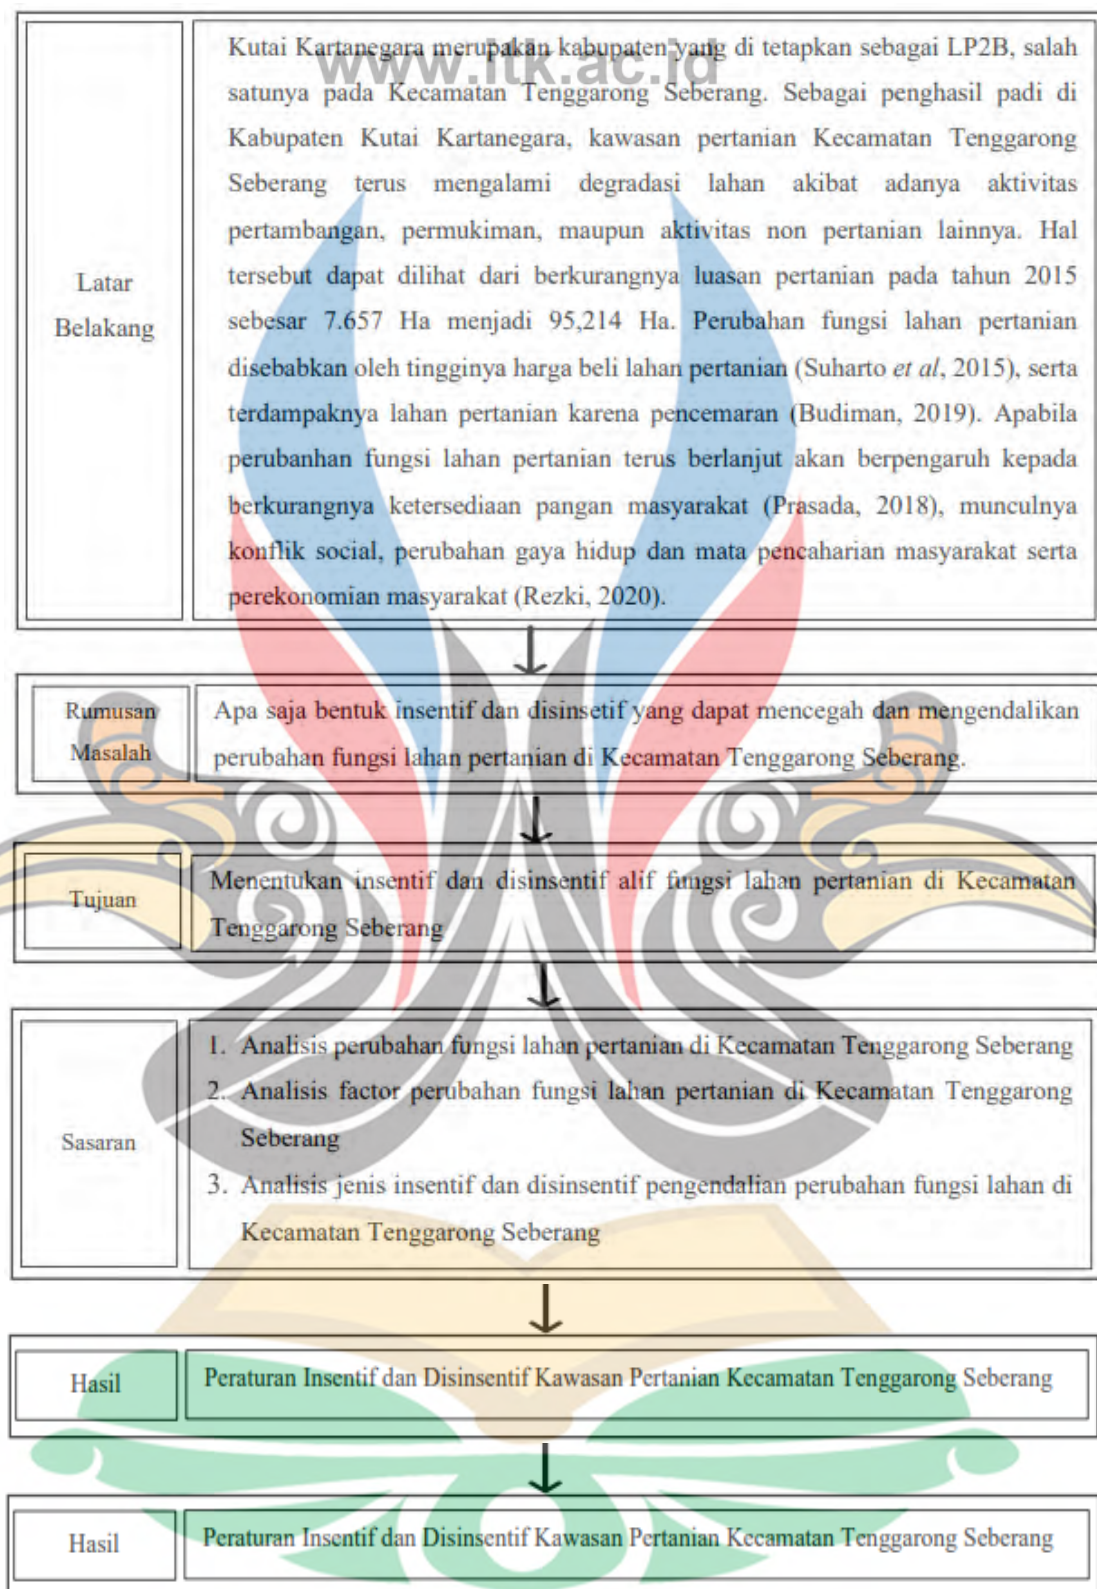 www.itk.ac.id
Latar
Belakang
Kutai Kartanegara merupakan kabupaten yang di tetapkan sebagai LP2B, salah
satunya pada Kecamatan Tenggarong Seberang. Sebagai penghasil padi di
Kabupaten Kutai Kartanegara, kawasan pertanian Kecamatan Tenggarong
Seberang terus mengalami degradasi lahan akibat adanya aktivitas
pertambangan, permukiman, maupun aktivitas non pertanian lainnya. Hal
tersebut dapat dilihat dari berkurangnya luasan pertanian pada tahun 2015
sebesar 7.657 Ha menjadi 95,214 Ha. Perubahan fungsi lahan pertanian
disebabkan oleh tingginya harga beli lahan pertanian (Suharto et al, 2015), serta
terdampaknya lahan pertanian karena pencemaran (Budiman, 2019). Apabila
perubanhan fungsi lahan pertanian terus berlanjut akan berpengaruh kepada
berkurangnya ketersediaan pangan masyarakat (Prasada, 2018), munculnya
konflik social, perubahan gaya hidup dan mata pencaharian masyarakat serta
perekonomian masyarakat (Rezki, 2020).
Rumusan
Masalah
Apa saja bentuk insentif dan disinsetif yang dapat mencegah dan mengendalikan
perubahan fungsi lahan pertanian di Kecamatan Tenggarong Seberang.
Tujuan
Menentukan insentif dan disinsentif alif fungsi lahan pertanian di Kecamatan
Tenggarong Seberang
Sasaran
1. Analisis perubahan fungsi lahan pertanian di Kecamatan Tenggarong Seberang
2. Analisis factor perubahan fungsi lahan pertanian di Kecamatan Tenggarong
Seberang
3. Analisis jenis insentif dan disinsentif pengendalian perubahan fungsi lahan di
Kecamatan Tenggarong Seberang
Hasil
Peraturan Insentif dan Disinsentif Kawasan Pertanian Kecamatan Tenggarong Seberang
Hasil
Peraturan Insentif dan Disinsentif Kawasan Pertanian Kecamatan Tenggarong Seberang